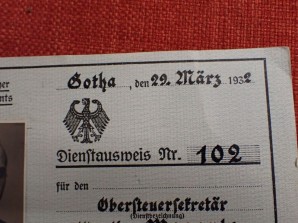 Gotha, den 29. März 1932
Dienstausweis Nr. 102
für den
Obersteuersekretär
(Dienstbezeichnung)